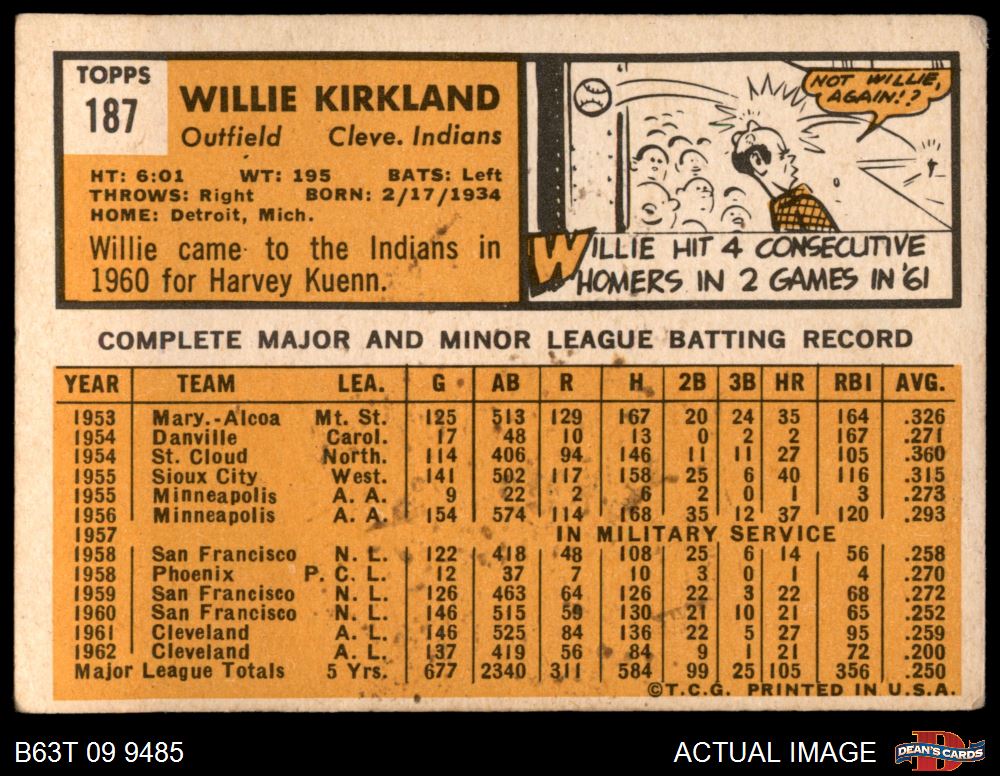 TOPPS
187
WILLIE KIRKLAND
Outfield Cleve. Indians
HT: 6:01 WT: 195 BATS: Left
THROWS: Right BORN: 2/17/1934
HOME: Detroit, Mich.
Willie came to the Indians in
1960 for Harvey Kuenn.
NOT WILLIE,
AGAIN!?
WILLIE HIT 4 CONSECUTIVE
HOMERS IN 2 GAMES IN '61
COMPLETE MAJOR AND MINOR LEAGUE BATTING RECORD
YEAR TEAM LEA. G AB R H 2B 3B HR RBI AVG.
1953 Mary.-Alcoa Mt. St. 125 513 129 167 20 24 35 164 .326
1954 Danville Carol. 17 48 10 13 0 2 2 167 .271
1954 St. Cloud North. 114 406 94 146 11 11 27 105 .360
1955 Sioux City West. 141 502 117 158 25 6 40 116 .315
1955 Minneapolis A. A. 9 22 2 6 2 0 1 3 .273
1956 Minneapolis A. A. 154 574 114 168 35 12 37 120 .293
1957 IN MILITARY SERVICE
1958 San Francisco N. L. 122 418 48 108 25 6 14 56 .258
1958 Phoenix P. C. L. 12 37 7 10 3 0 1 4 .270
1959 San Francisco N. L. 126 463 64 126 22 3 22 68 .272
1960 San Francisco N. L. 146 515 59 130 21 10 21 65 .252
1961 Cleveland A. L. 146 525 84 136 22 5 27 95 .259
1962 Cleveland A. L. 137 419 56 84 9 1 21 72 .200
Major League Totals 5 Yrs. 677 2340 311 584 99 25 105 356 .250
©T.C.G. PRINTED IN U.S.A.
B63T 09 9485 ACTUAL IMAGE DEAN'S CARDS